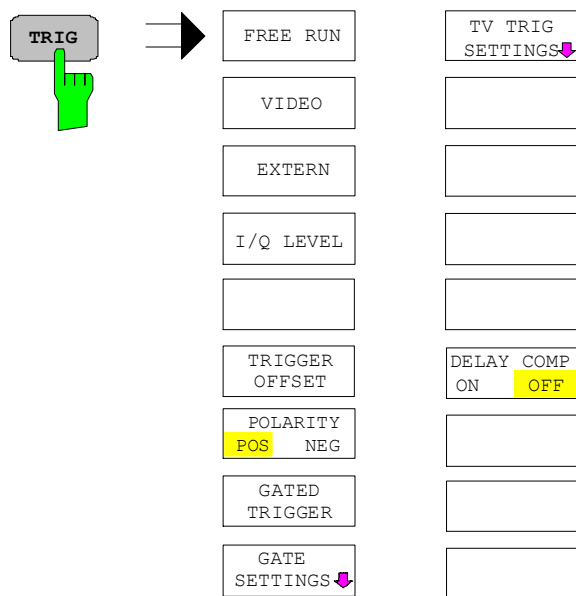 TRIG
FREE RUN
VIDEO
EXTERN
I/Q LEVEL
TRIGGER
OFFSET
POLARITY
POS NEG
GATED
TRIGGER
GATE
SETTINGS
TV TRIG
SETTINGS
DELAY COMP
ON OFF